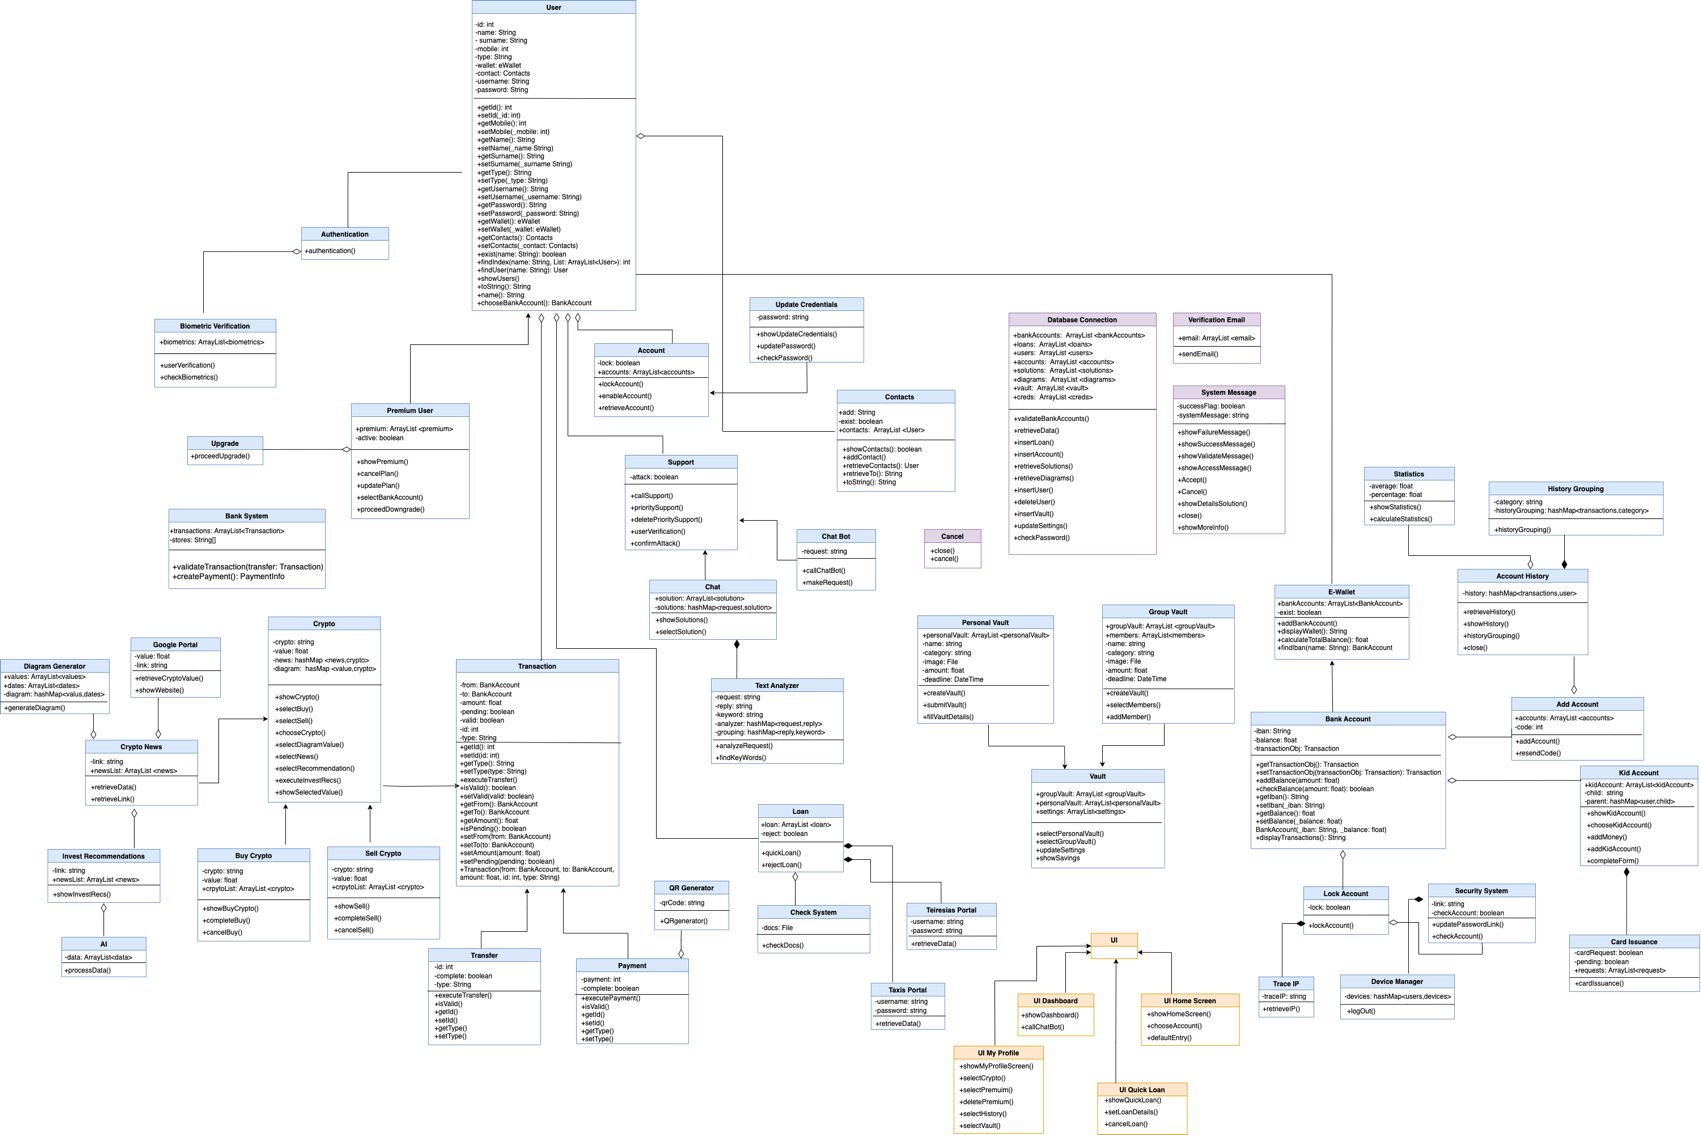 User
-id: int
-name: String
- surname: String
-mobile: int
-type: String
-wallet: eWallet
-contact: Contacts
-username: String
-password: String
+getId(): int
+setId(_id: int)
+getMobile(): int
+setMobile(_mobile: int)
+getName(): String
+setName(_name String)
+getSurname(): String
+setSurname(_surname String)
+getType(): String
+setType(_type: String)
+getUsername(): String
+setUsername(_username: String)
+getPassword(): String
+setPassword(_password: String)
+getWallet(): eWallet
+setWallet(_wallet: eWallet)
+getContacts(): Contacts
+setContacts(_contact: Contacts)
+exist(name: String): boolean
+findIndex(name: String, List: ArrayList<User>): int
+findUser(name: String): User
+showUsers()
+toString(): String
+name(): String
+chooseBankAccount(): BankAccount
Authentication
+authentication()
Biometric Verification
+biometrics: ArrayList<biometrics>
+userVerification()
+checkBiometrics()
Premium User
+premium: ArrayList <premium>
-active: boolean
+showPremium()
+cancelPlan()
+updatePlan()
+selectBankAccount()
+proceedDowngrade()
Upgrade
+proceedUpgrade()
Bank System
+transactions: ArrayList<Transaction>
-stores: String[]
+validateTransaction(transfer: Transaction)
+createPayment(): PaymentInfo
Account
-lock: boolean
+accounts: ArrayList<accounts>
+lockAccount()
+enableAccount()
+retrieveAccount()
Update Credentials
-password: string
+showUpdateCredentials()
+updatePassword()
+checkPassword()
Contacts
+add: String
-exist: boolean
+contacts: ArrayList <User>
+showContacts(): boolean
+addContact()
+retrieveContacts(): User
+retrieveTo(): String
+toString(): String
Support
-attack: boolean
+callSupport()
+prioritySupport()
+deletePrioritySupport()
+userVerification()
+confirmAttack()
Chat Bot
-request: string
+callChatBot()
+makeRequest()
Chat
+solution: ArrayList<solution>
-solutions: hashMap<request,solution>
+showSolutions()
+selectSolution()
Text Analyzer
-request: string
-reply: string
-keyword: string
-analyzer: hashMap<request,reply>
-grouping: hashMap<reply,keyword>
+analyzeRequest()
+findKeyWords()
Database Connection
+bankAccounts: ArrayList <bankAccounts>
+loans: ArrayList <loans>
+users: ArrayList <users>
+accounts: ArrayList <accounts>
+solutions: ArrayList <solutions>
+diagrams: ArrayList <diagrams>
+vault: ArrayList <vault>
+creds: ArrayList <creds>
+validateBankAccounts()
+retrieveData()
+insertLoan()
+insertAccount()
+retrieveSolutions()
+retrieveDiagrams()
+insertUser()
+deleteUser()
+insertVault()
+updateSettings()
+checkPassword()
Verification Email
+email: ArrayList <email>
+sendEmail()
System Message
-successFlag: boolean
-systemMessage: string
+showFailureMessage()
+showSuccessMessage()
+showValidateMessage()
+showAccessMessage()
+Accept()
+Cancel()
+showDetailsSolution()
+close()
+showMoreInfo()
Cancel
+close()
+cancel()
Statistics
-average: float
-percentage: float
+showStatistics()
+calculateStatistics()
History Grouping
-category: string
-historyGrouping: hashMap<transactions,category>
+historyGrouping()
Account History
-history: hashMap<transactions,user>
+retrieveHistory()
+showHistory()
+historyGrouping()
+close()
E-Wallet
+bankAccounts: ArrayList<BankAccount>
-exist: boolean
+addBankAccount()
+displayWallet(): String
+calculateTotalBalance(): float
+findIban(name: String): BankAccount
Add Account
+accounts: ArrayList <accounts>
-code: int
+addAccount()
+resendCode()
Bank Account
-iban: String
-balance: float
-transactionObj: Transaction
+getTransactionObj(): Transaction
+setTransactionObj(transactionObj: Transaction): Transaction
+addBalance(amount: float)
+checkBalance(amount: float): boolean
+getIban(): String
+setIban(_iban: String)
+getBalance(): float
+setBalance(_balance: float)
BankAccount(_iban: String, _balance: float)
+displayTransactions(): String
Kid Account
+kidAccount: ArrayList<kidAccount>
-child: string
-parent: hashMap<user,child>
+showKidAccount()
+chooseKidAccount()
+addMoney()
+addKidAccount()
+completeForm()
Lock Account
-lock: boolean
+lockAccount()
Security System
-link: string
-checkAccount: boolean
+updatePasswordLink()
+checkAccount()
Trace IP
-traceIP: string
+retrieveIP()
Device Manager
-devices: hashMap<users,devices>
+logOut()
Card Issuance
-cardRequest: boolean
-pending: boolean
+requests: ArrayList<request>
+cardIssuance()
Personal Vault
+personalVault: ArrayList <personalVault>
-name: string
-category: string
-image: File
-amount: float
-deadline: DateTime
+createVault()
+submitVault()
+fillVaultDetails()
Group Vault
+groupVault: ArrayList <groupVault>
+members: ArrayList<members>
-name: string
-category: string
-image: File
-amount: float
-deadline: DateTime
+createVault()
+selectMembers()
+addMember()
Vault
+groupVault: ArrayList <groupVault>
+personalVault: ArrayList<personalVault>
+settings: ArrayList<settings>
+selectPersonalVault()
+selectGroupVault()
+updateSettings
+showSavings
Crypto
-crypto: string
-value: float
-news: hashMap <news,crypto>
-diagram: hasMap <value,crypto>
+showCrypto()
+selectBuy()
+selectSell()
+chooseCrypto()
+selectDiagramValue()
+selectNews()
+selectRecommendation()
+executeInvestRecs()
+showSelectedValue()
Google Portal
-value: float
-link: string
+retrieveCryptoValue()
+showWebsite()
Diagram Generator
+values: ArrayList<values>
+dates: ArrayList<dates>
-diagram: hashMap<valus,dates>
+generateDiagram()
Crypto News
-link: string
+newsList: ArrayList <news>
+retrieveData()
+retrieveLink()
Invest Recommendations
-link: string
+newsList: ArrayList <news>
+showInvestRecs()
AI
-data: ArrayList<data>
+processData()
Buy Crypto
-crypto: string
-value: float
+crpytoList: ArrayList <crypto>
+showBuyCrypto()
+completeBuy()
+cancelBuy()
Sell Crypto
-crypto: string
-value: float
+crpytoList: ArrayList <crypto>
+showSell()
+completeSell()
+cancelSell()
Transaction
-from: BankAccount
-to: BankAccount
-amount: float
-pending: boolean
-valid: boolean
-id: int
-type: String
+getId(): int
+setId(id: int)
+getType(): String
+setType(type: String)
+executeTransfer()
+isValid(): boolean
+setValid(valid: boolean)
+getFrom(): BankAccount
+getTo(): BankAccount
+getAmount(): float
+isPending(): boolean
+setFrom(from: BankAccount)
+setTo(to: BankAccount)
+setAmount(amount: float)
+setPending(pending: boolean)
+Transaction(from: BankAccount, to: BankAccount,
amount: float, id: int, type: String)
Transfer
-id: int
-complete: boolean
-type: String
+executeTransfer()
+isValid()
+getId()
+setId()
+getType()
+setType()
Payment
-payment: int
-complete: boolean
+executePayment()
+isValid()
+getId()
+setId()
+getType()
+setType()
QR Generator
-qrCode: string
+QRgenerator()
Loan
+loan: ArrayList <loan>
-reject: boolean
+quickLoan()
+rejectLoan()
Check System
-docs: File
+checkDocs()
Teiresias Portal
-username: string
-password: string
+retrieveData()
Taxis Portal
-username: string
-password: string
+retrieveData()
UI
UI Dashboard
+showDashboard()
+callChatBot()
UI Home Screen
+showHomeScreen()
+chooseAccount()
+defaultEntry()
UI My Profile
+showMyProfileScreen()
+selectCrypto()
+selectPremuim()
+deletePremium()
+selectHistory()
+selectVault()
UI Quick Loan
+showQuickLoan()
+setLoanDetails()
+cancelLoan()